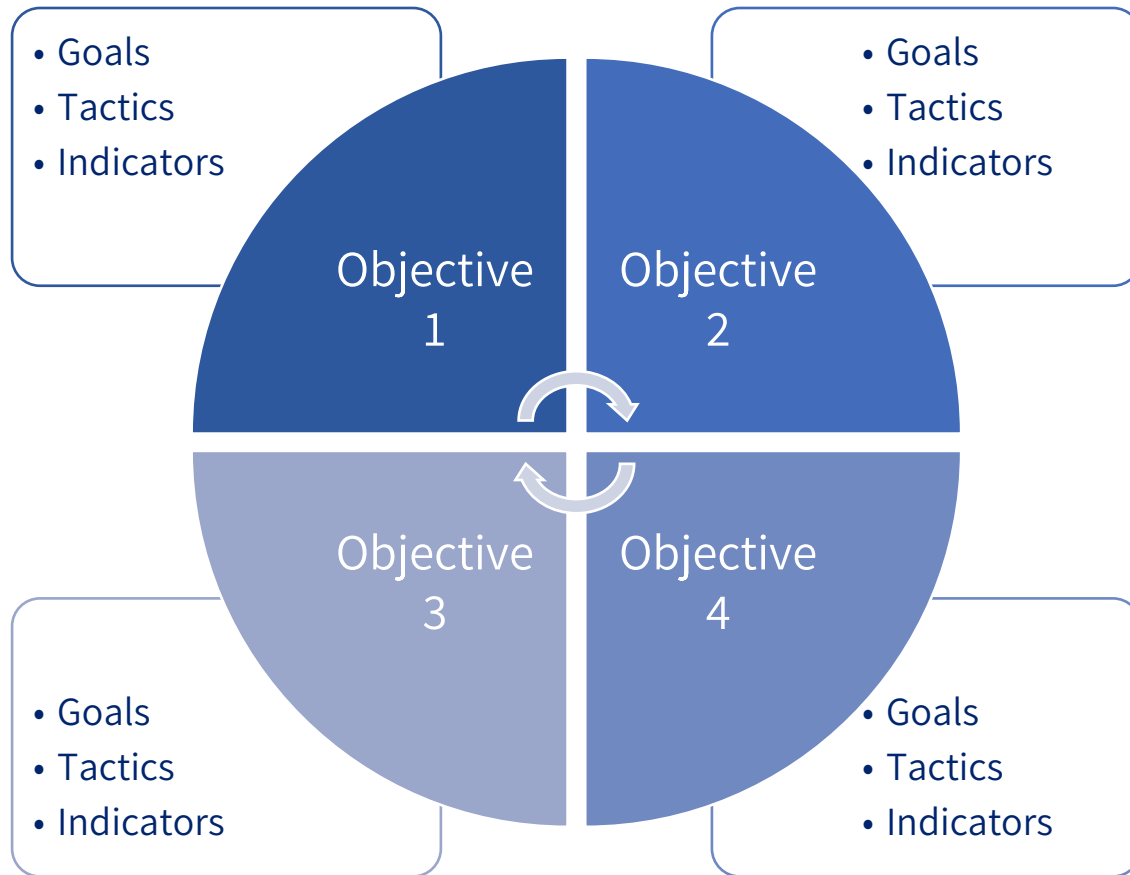 • Goals
• Tactics
• Indicators
• Goals
• Tactics
• Indicators
Objective
1
Objective
2
Objective
3
Objective
4
• Goals
• Tactics
• Indicators
• Goals
• Tactics
• Indicators